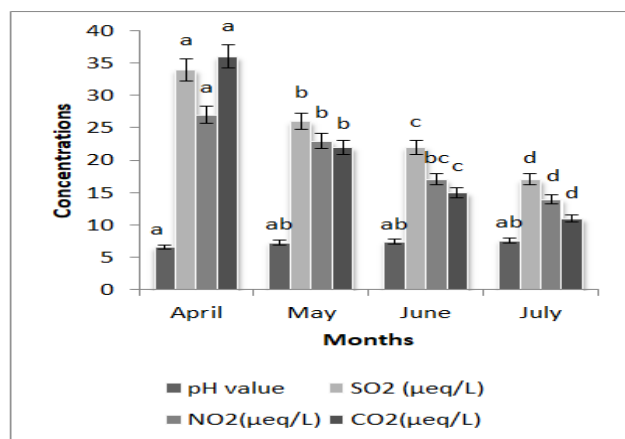 Concentrations
40
35
30
25
20
15
10
5
0
a a a a
ab b b b
ab c bc c
ab d d d
April May June July
Months
pH value SO2 (µeq/L)
NO2(µeq/L) CO2(µeq/L)